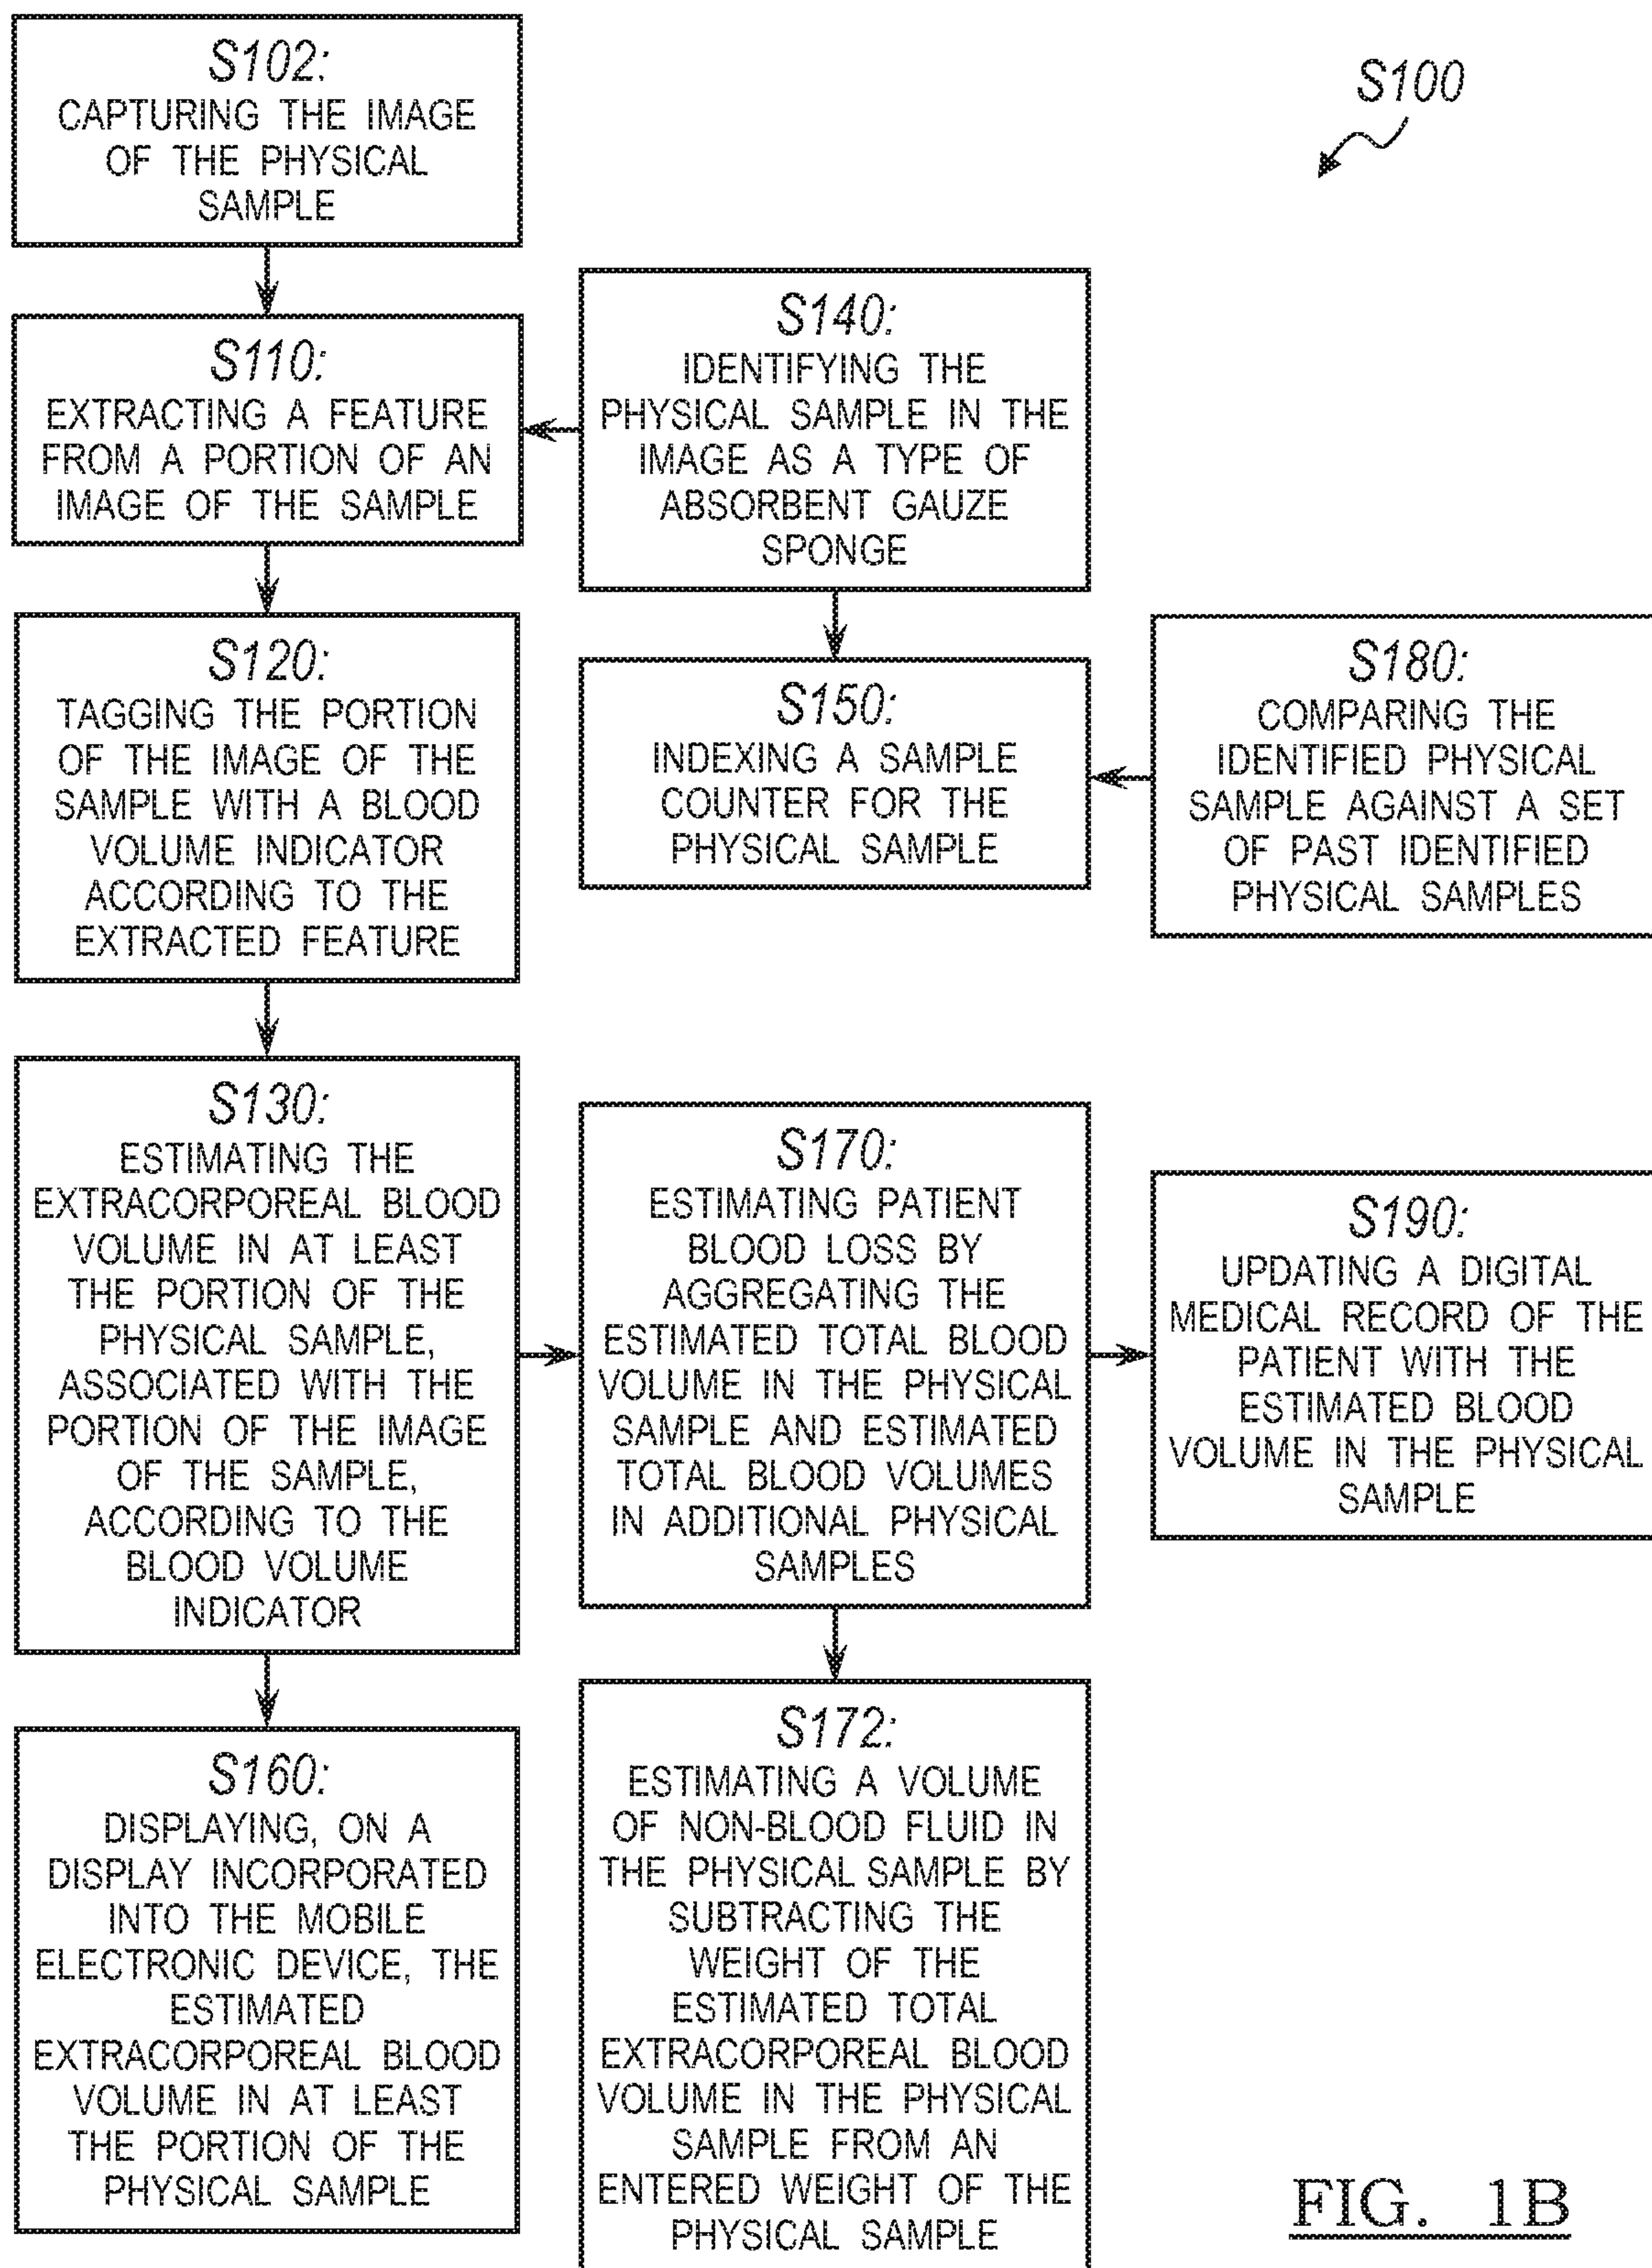 S100
S102:
CAPTURING THE IMAGE
OF THE PHYSICAL
SAMPLE
S110:
EXTRACTING A FEATURE
FROM A PORTION OF AN
IMAGE OF THE SAMPLE
S140:
IDENTIFYING THE
PHYSICAL SAMPLE IN THE
IMAGE AS A TYPE OF
ABSORBENT GAUZE
SPONGE
S120:
TAGGING THE PORTION
OF THE IMAGE OF THE
SAMPLE WITH A BLOOD
VOLUME INDICATOR
ACCORDING TO THE
EXTRACTED FEATURE
S150:
INDEXING A SAMPLE
COUNTER FOR THE
PHYSICAL SAMPLE
S180:
COMPARING THE
IDENTIFIED PHYSICAL
SAMPLE AGAINST A SET
OF PAST IDENTIFIED
PHYSICAL SAMPLES
S130:
ESTIMATING THE
EXTRACORPOREAL BLOOD
VOLUME IN AT LEAST
THE PORTION OF THE
PHYSICAL SAMPLE,
ASSOCIATED WITH THE
PORTION OF THE IMAGE
OF THE SAMPLE,
ACCORDING TO THE
BLOOD VOLUME
INDICATOR
S170:
ESTIMATING PATIENT
BLOOD LOSS BY
AGGREGATING THE
ESTIMATED TOTAL BLOOD
VOLUME IN THE PHYSICAL
SAMPLE AND ESTIMATED
TOTAL BLOOD VOLUMES
IN ADDITIONAL PHYSICAL
SAMPLES
S190:
UPDATING A DIGITAL
MEDICAL RECORD OF THE
PATIENT WITH THE
ESTIMATED BLOOD
VOLUME IN THE PHYSICAL
SAMPLE
S160:
DISPLAYING, ON A
DISPLAY INCORPORATED
INTO THE MOBILE
ELECTRONIC DEVICE, THE
ESTIMATED
EXTRACORPOREAL BLOOD
VOLUME IN AT LEAST
THE PORTION OF THE
PHYSICAL SAMPLE
S172:
ESTIMATING A VOLUME
OF NON-BLOOD FLUID IN
THE PHYSICAL SAMPLE BY
SUBTRACTING THE
WEIGHT OF THE
ESTIMATED TOTAL
EXTRACORPOREAL BLOOD
VOLUME IN THE PHYSICAL
SAMPLE FROM AN
ENTERED WEIGHT OF THE
PHYSICAL SAMPLE
FIG. 1B